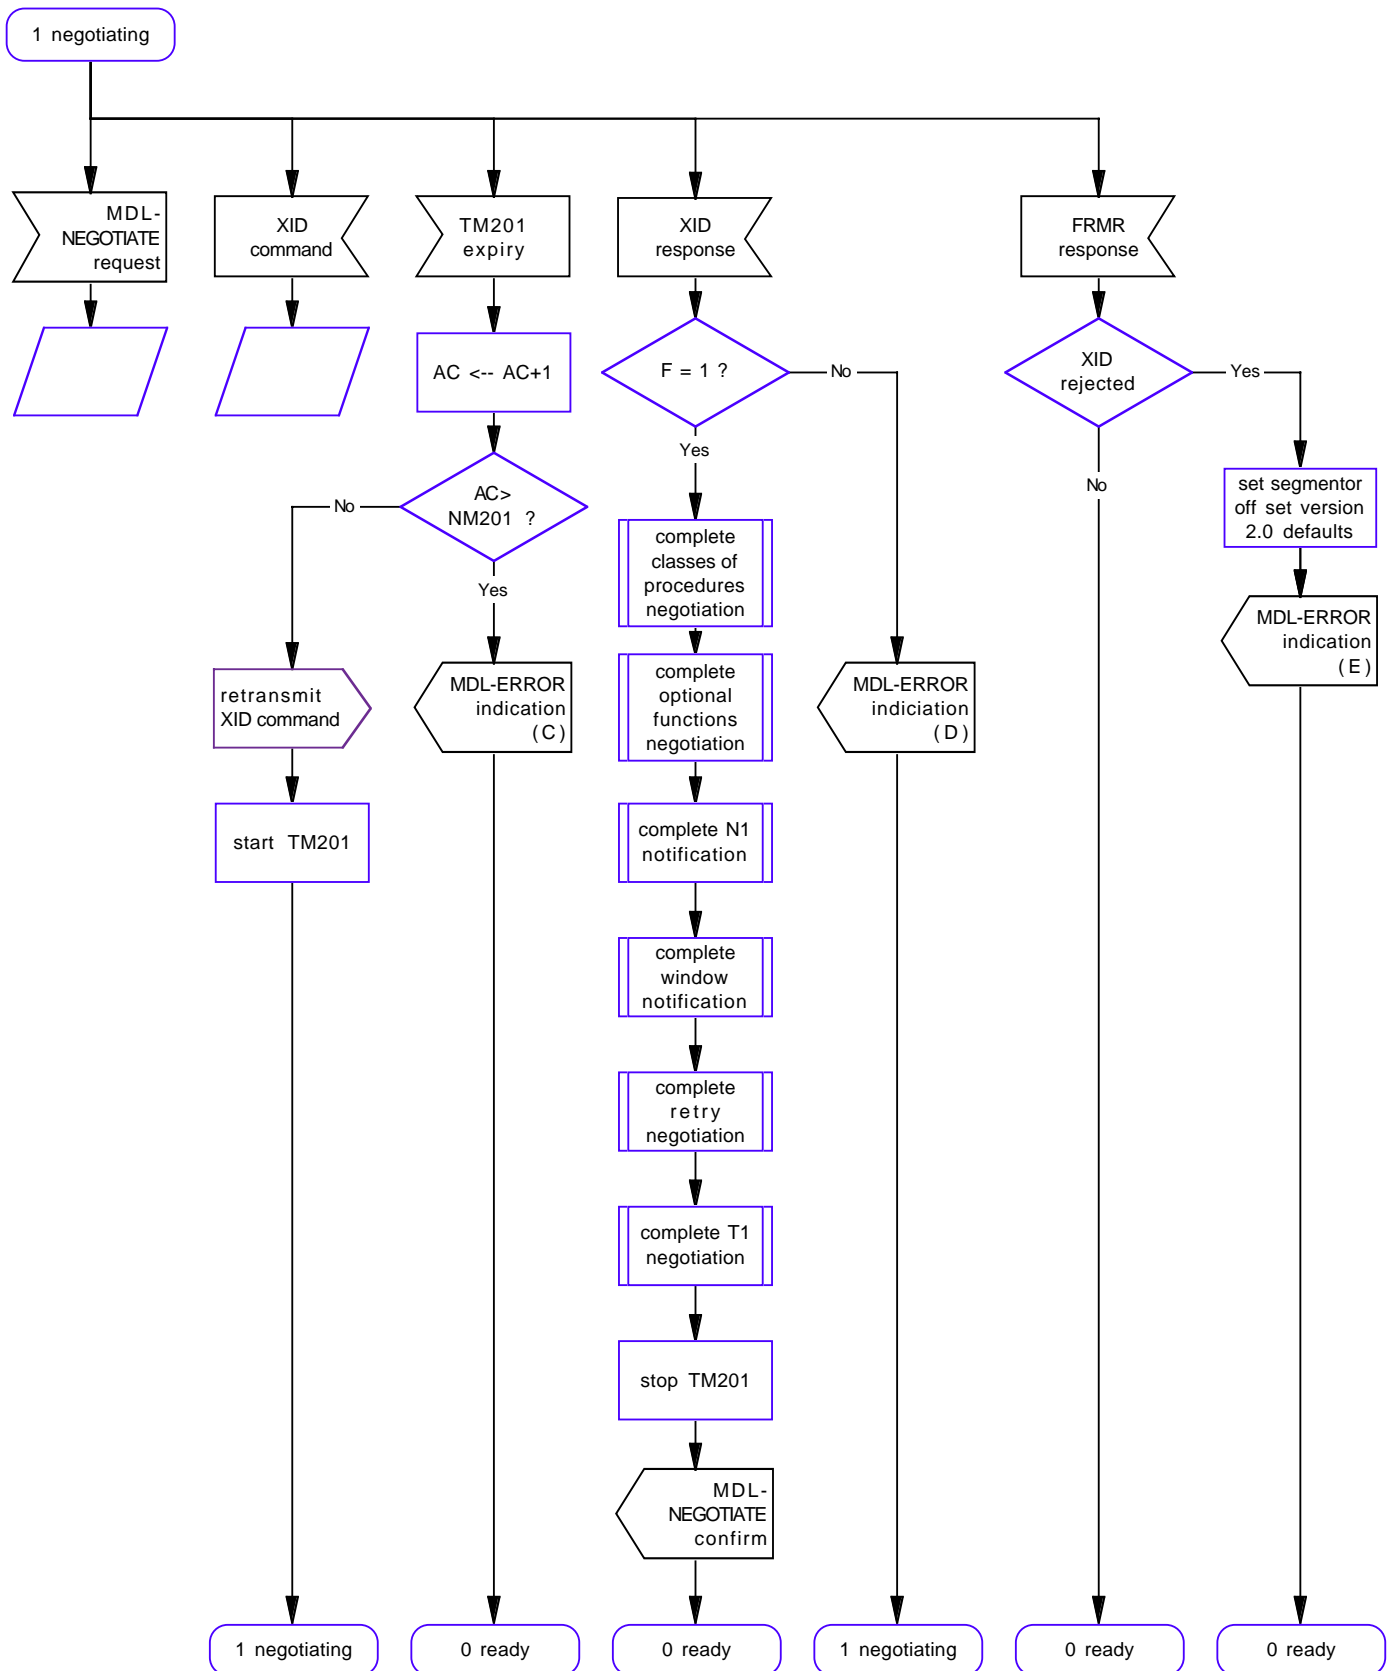 1 negotiating
MDL-
NEGOTIATE
request
XID
command
TM201
expiry
XID
response
FRMR
response
AC <-- AC+1
F = 1 ?
No
Yes
XID
rejected
Yes
No
AC>
NM201 ?
No
Yes
set segmentor
off set version
2.0 defaults
complete
classes of
procedures
negotiation
MDL-ERROR
indication
(E)
retransmit
XID command
MDL-ERROR
indication
(C)
complete
optional
functions
negotiation
MDL-ERROR
indiciation
(D)
start TM201
complete N1
notification
complete
window
notification
complete
retry
negotiation
complete T1
negotiation
stop TM201
MDL-
NEGOTIATE
confirm
1 negotiating
0 ready
0 ready
1 negotiating
0 ready
0 ready